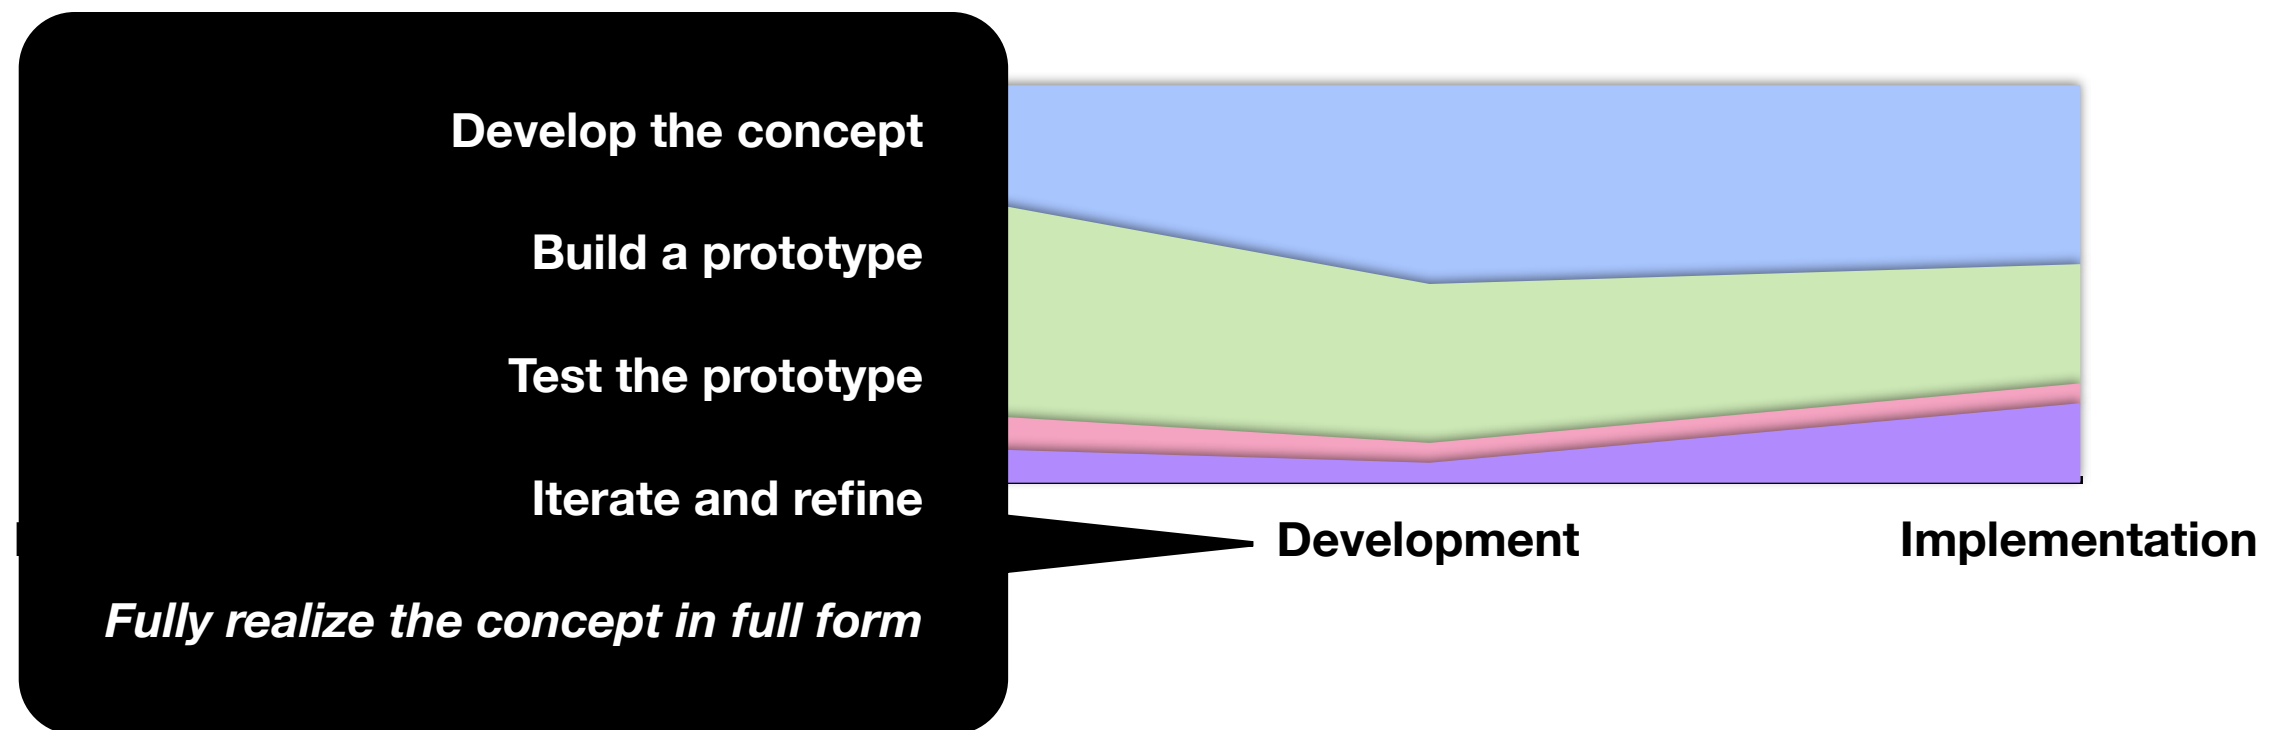 Develop the concept
Build a prototype
Test the prototype
Iterate and refine
Fully realize the concept in full form
Development
Implementation